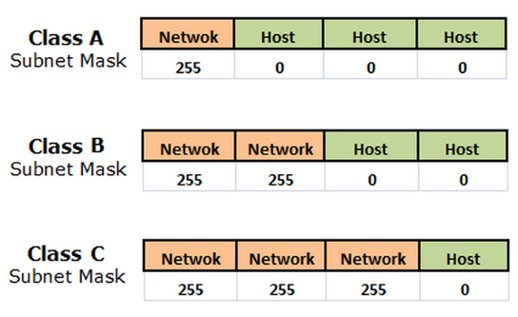 Class A
Subnet Mask
Netwok Host Host Host
255 0 0 0
Class B
Subnet Mask
Netwok Network Host Host
255 255 0 0
Class C
Subnet Mask
Netwok Network Network Host
255 255 255 0